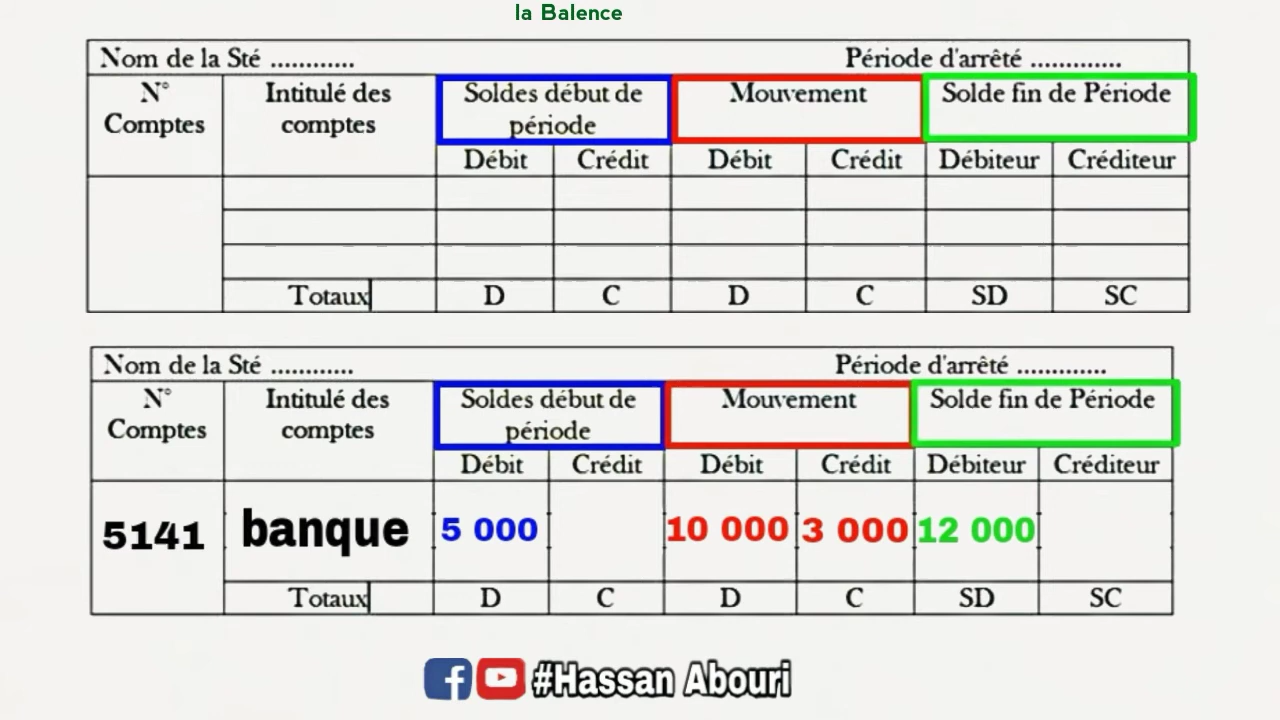 la Balence
Nom de la Sté ............ Période d'arrêté .............
N° Comptes Intitulé des comptes Soldes début de période Mouvement Solde fin de Période
Débit Crédit Débit Crédit Débiteur Créditeur
Totaux D C D C SD SC
Nom de la Sté ............ Période d'arrêté .............
N° Comptes Intitulé des comptes Soldes début de période Mouvement Solde fin de Période
Débit Crédit Débit Crédit Débiteur Créditeur
5141 banque 5 000 10 000 3 000 12 000
Totaux D C D C SD SC
#Hassan Abouri